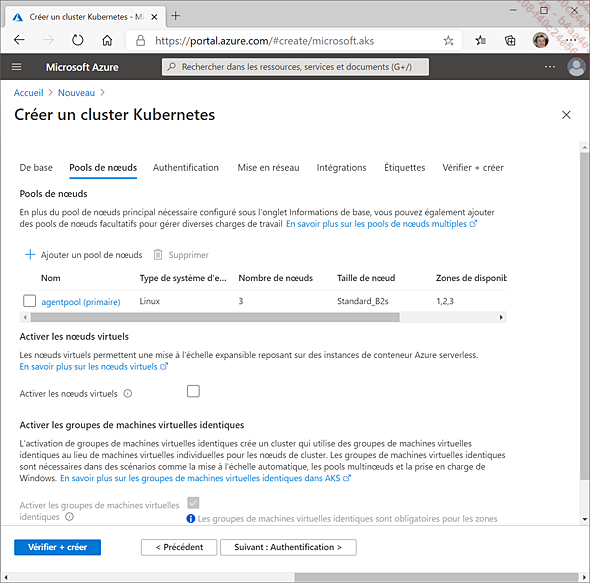 Créer un cluster Kubernetes - Mi
https://portal.azure.com/#create/microsoft.aks
Microsoft Azure
Rechercher dans les ressources, services et documents (G+/)
Accueil > Nouveau >
Créer un cluster Kubernetes
De base Pools de nœuds Authentification Mise en réseau Intégrations Étiquettes Vérifier + créer
Pools de nœuds
En plus du pool de nœuds principal nécessaire configuré sous l'onglet Informations de base, vous pouvez également ajouter
des pools de nœuds facultatifs pour gérer diverses charges de travail En savoir plus sur les pools de nœuds multiples
+ Ajouter un pool de nœuds Supprimer
Nom Type de système d'e... Nombre de nœuds Taille de nœud Zones de disponib
agentpool (primaire) Linux 3 Standard_B2s 1,2,3
Activer les nœuds virtuels
Les nœuds virtuels permettent une mise à l'échelle expansible reposant sur des instances de conteneur Azure serverless.
En savoir plus sur les nœuds virtuels
Activer les nœuds virtuels
Activer les groupes de machines virtuelles identiques
L'activation de groupes de machines virtuelles identiques crée un cluster qui utilise des groupes de machines virtuelles
identiques au lieu de machines virtuelles individuelles pour les nœuds de cluster. Les groupes de machines virtuelles identiques
sont nécessaires dans des scénarios comme la mise à l'échelle automatique, les pools multinœuds et la prise en charge de
Windows. En savoir plus sur les groupes de machines virtuelles identiques dans AKS
Activer les groupes de machines virtuelles
identiques
Les groupes de machines virtuelles identiques sont obligatoires pour les zones
Vérifier + créer < Précédent Suivant : Authentification >